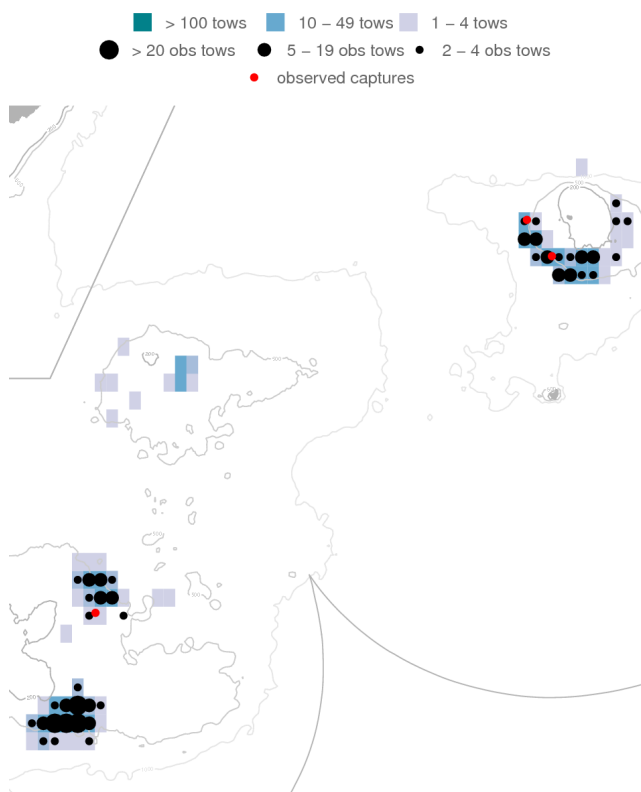 > 100 tows 10 − 49 tows 1 − 4 tows
> 20 obs tows 5 − 19 obs tows 2 − 4 obs tows
observed captures